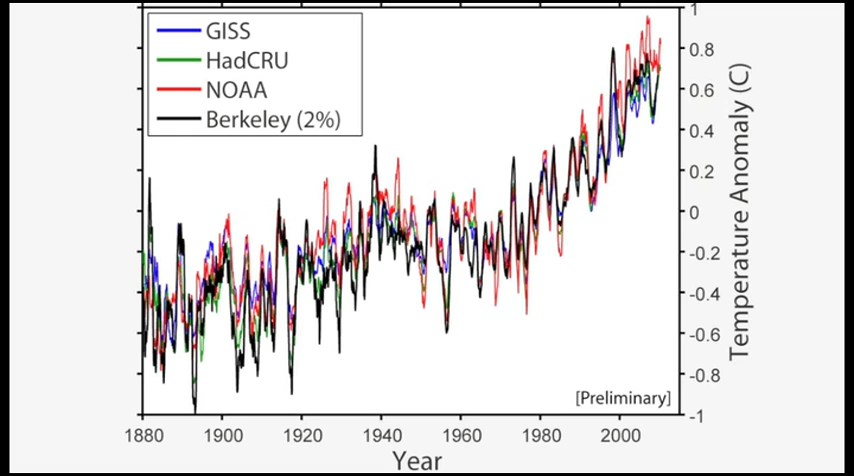 GISS
HadCRU
NOAA
Berkeley (2%)
1
0.8
0.6
0.4
0.2
0
-0.2
-0.4
-0.6
-0.8
-1
Temperature Anomaly (C)
[Preliminary]
1880 1900 1920 1940 1960 1980 2000
Year